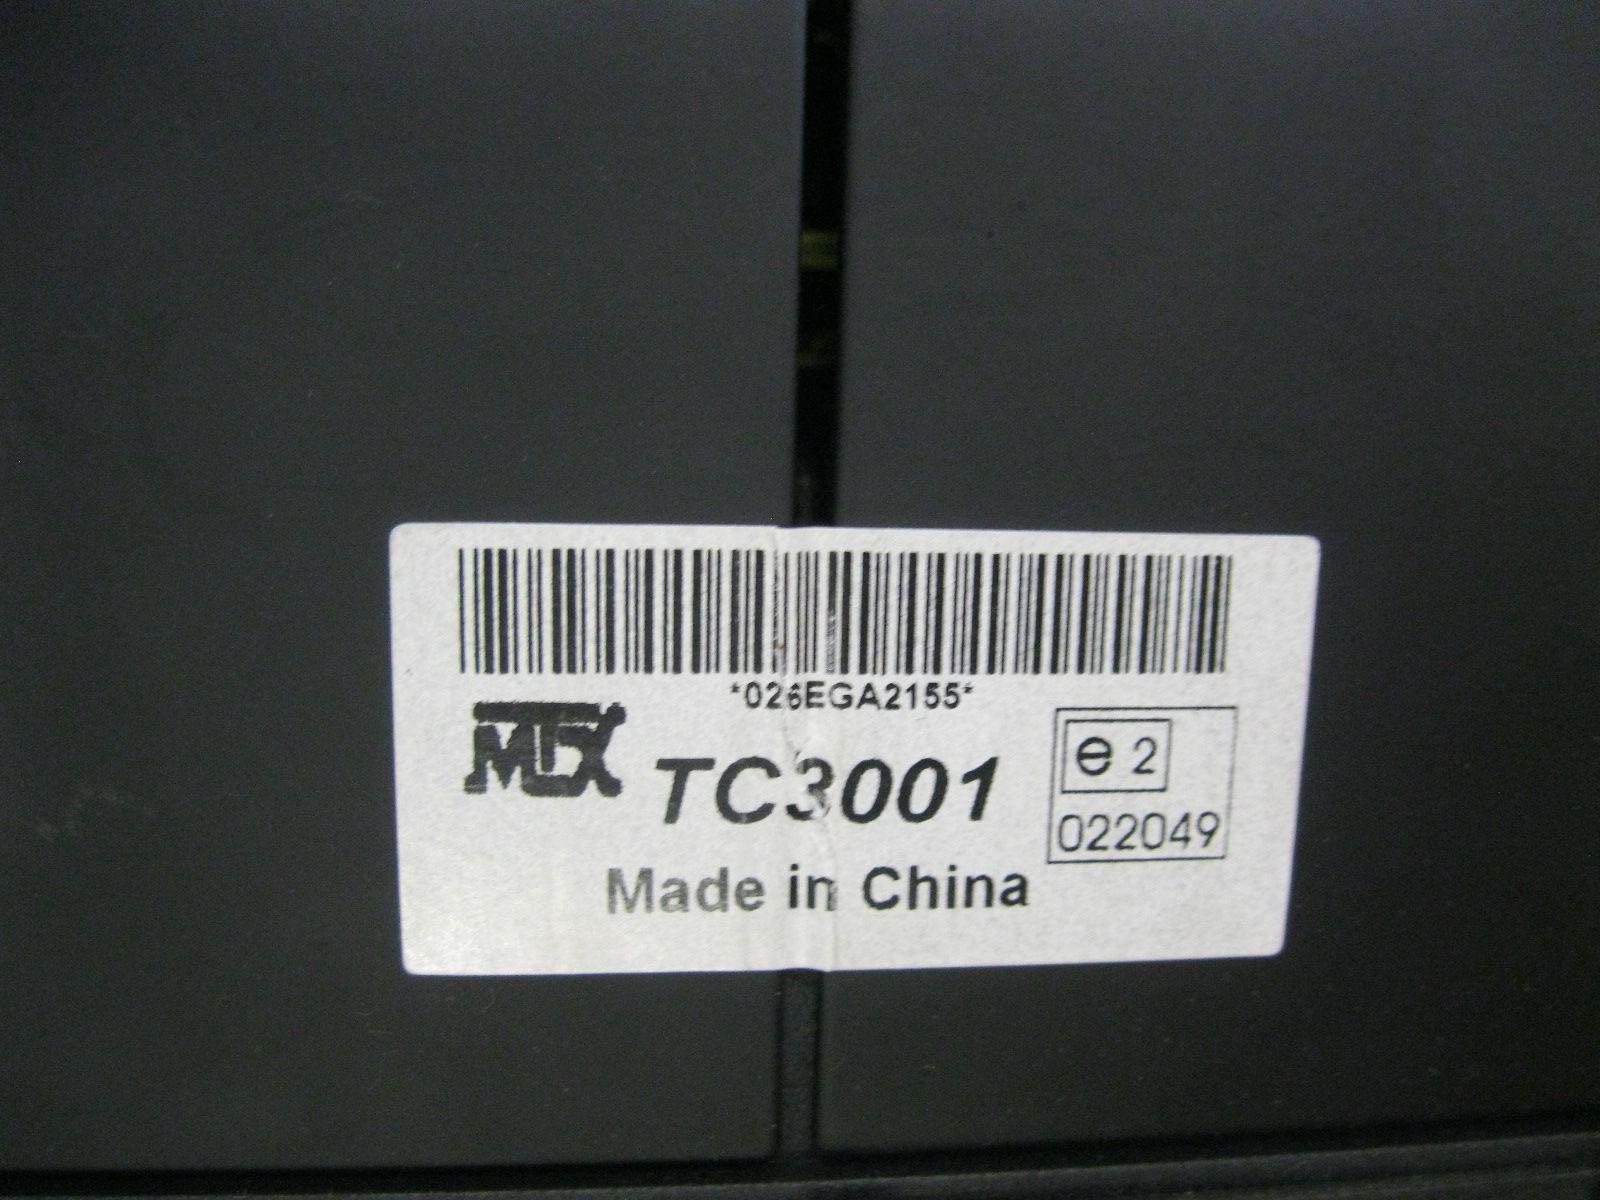 *026EGA2155*
MTX
TC3001
e 2
022049
Made in China